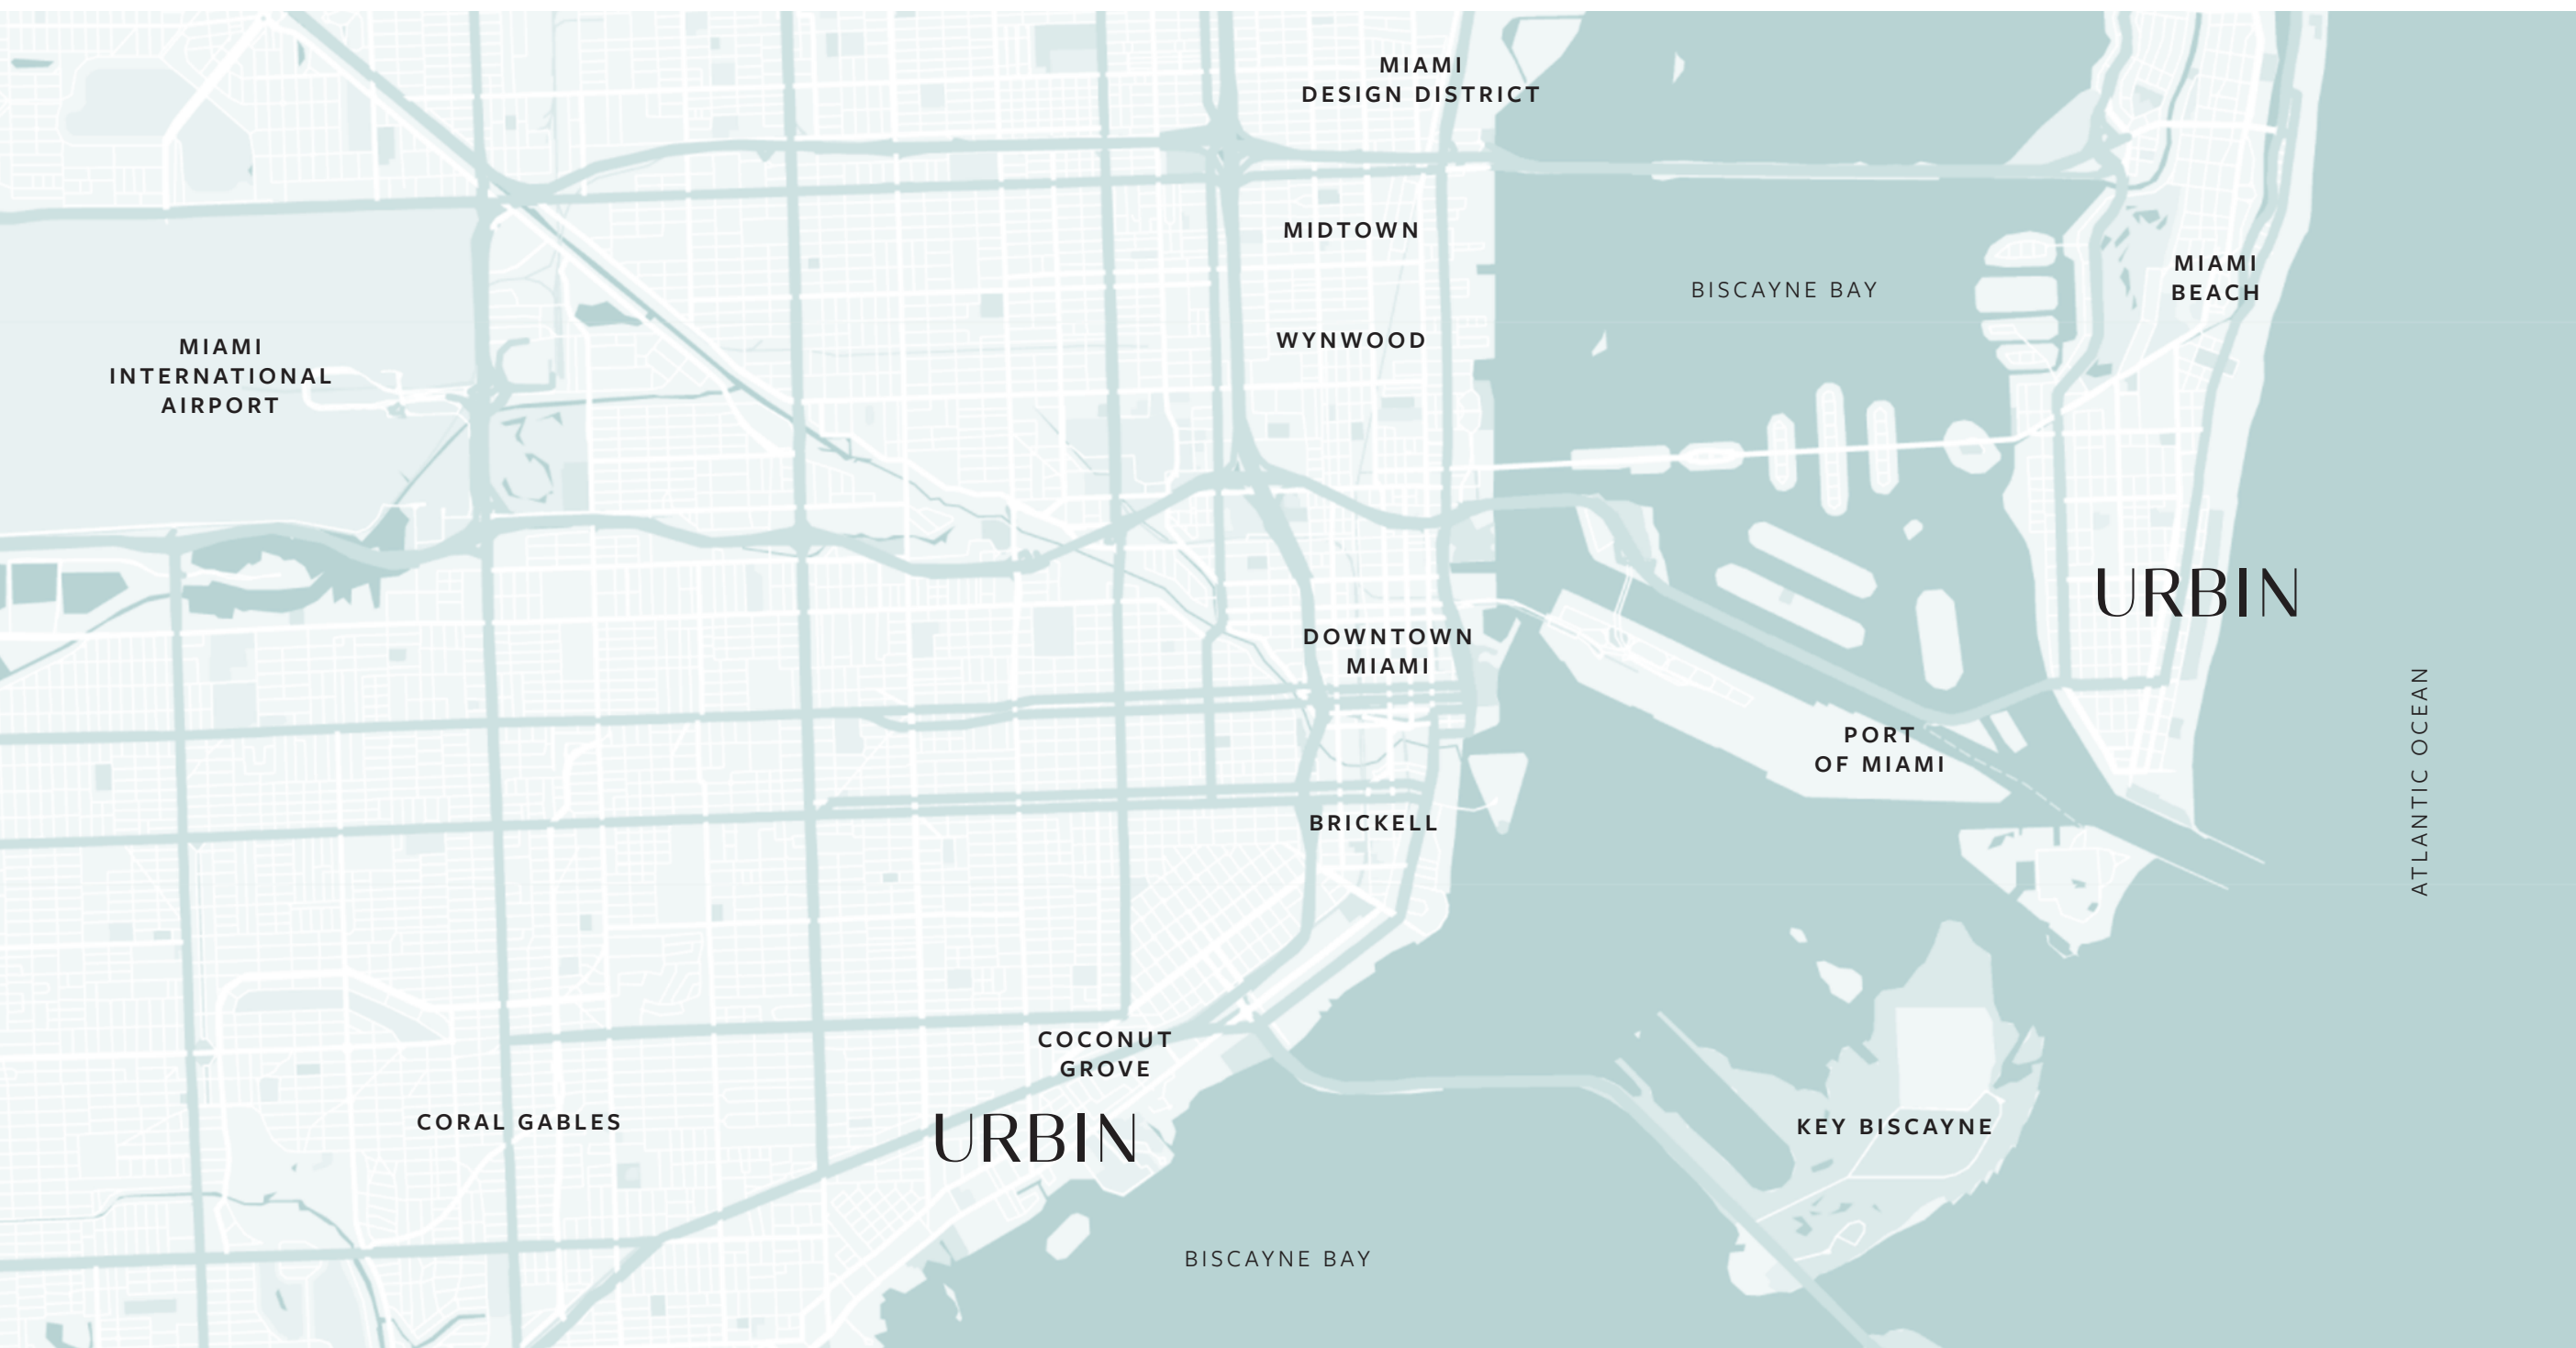 MIAMI
DESIGN DISTRICT
MIDTOWN
BISCAYNE BAY
MIAMI
BEACH
WYNWOOD
MIAMI
INTERNATIONAL
AIRPORT
URBIN
DOWNTOWN
MIAMI
ATLANTIC OCEAN
PORT
OF MIAMI
BRICKELL
COCONUT
GROVE
CORAL GABLES
URBIN
KEY BISCAYNE
BISCAYNE BAY